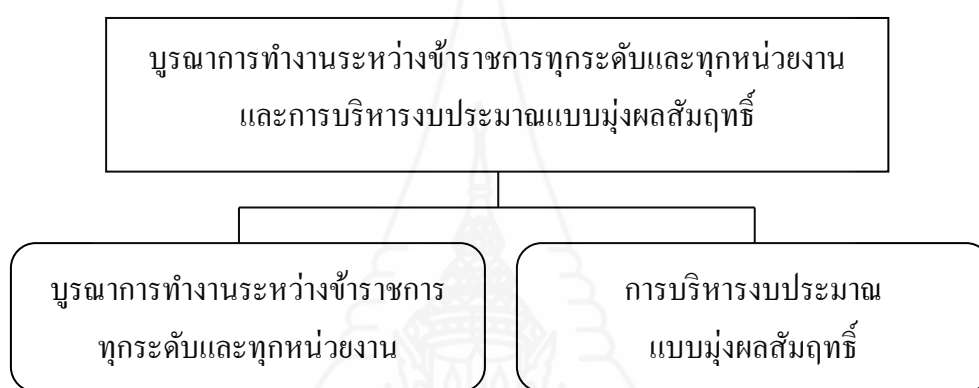 บูรณาการทำงานระหว่างข้าราชการทุกระดับและทุกหน่วยงาน
และการบริหารงบประมาณแบบมุ่งผลสัมฤทธิ์
บูรณาการทำงานระหว่างข้าราชการ
ทุกระดับและทุกหน่วยงาน
การบริหารงบประมาณ
แบบมุ่งผลสัมฤทธิ์